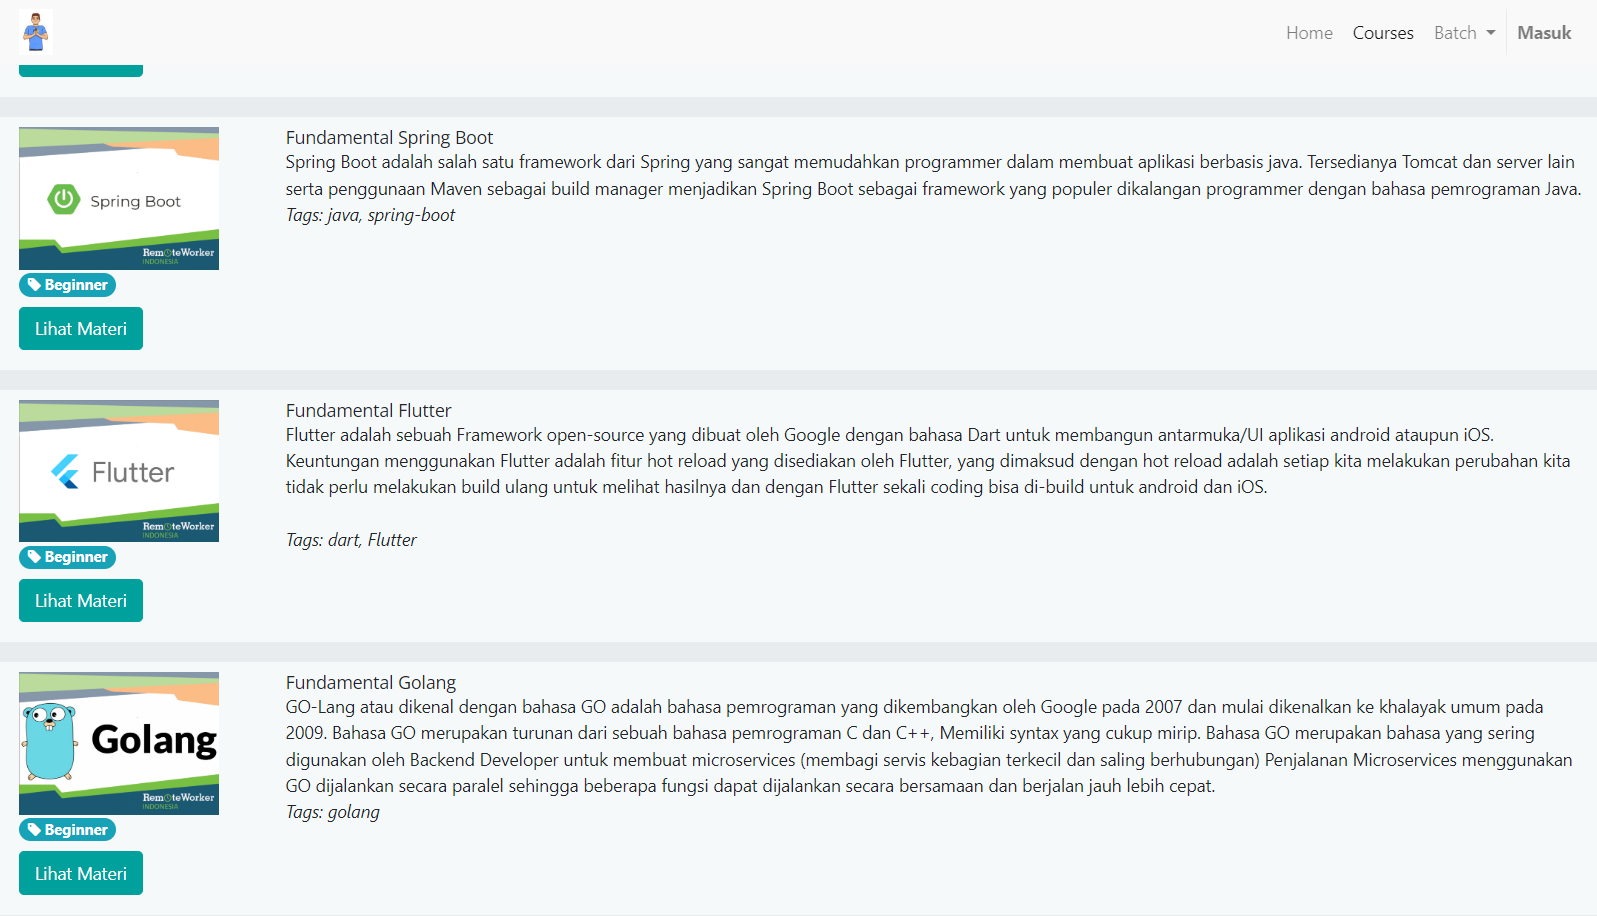 Home Courses Batch Masuk
Spring Boot
RemoteWorker
INDONESIA
Beginner
Lihat Materi
Fundamental Spring Boot
Spring Boot adalah salah satu framework dari Spring yang sangat memudahkan programmer dalam membuat aplikasi berbasis java. Tersedianya Tomcat dan server lain
serta penggunaan Maven sebagai build manager menjadikan Spring Boot sebagai framework yang populer dikalangan programmer dengan bahasa pemrograman Java.
Tags: java, spring-boot
Flutter
RemoteWorker
INDONESIA
Beginner
Lihat Materi
Fundamental Flutter
Flutter adalah sebuah Framework open-source yang dibuat oleh Google dengan bahasa Dart untuk membangun antarmuka/UI aplikasi android ataupun iOS.
Keuntungan menggunakan Flutter adalah fitur hot reload yang disediakan oleh Flutter, yang dimaksud dengan hot reload adalah setiap kita melakukan perubahan kita
tidak perlu melakukan build ulang untuk melihat hasilnya dan dengan Flutter sekali coding bisa di-build untuk android dan iOS.
Tags: dart, Flutter
Golang
RemoteWorker
INDONESIA
Beginner
Lihat Materi
Fundamental Golang
GO-Lang atau dikenal dengan bahasa GO adalah bahasa pemrograman yang dikembangkan oleh Google pada 2007 dan mulai dikenalkan ke khalayak umum pada
2009. Bahasa GO merupakan turunan dari sebuah bahasa pemrograman C dan C++, Memiliki syntax yang cukup mirip. Bahasa GO merupakan bahasa yang sering
digunakan oleh Backend Developer untuk membuat microservices (membagi servis kebagian terkecil dan saling berhubungan) Penjalanan Microservices menggunakan
GO dijalankan secara paralel sehingga beberapa fungsi dapat dijalankan secara bersamaan dan berjalan jauh lebih cepat.
Tags: golang